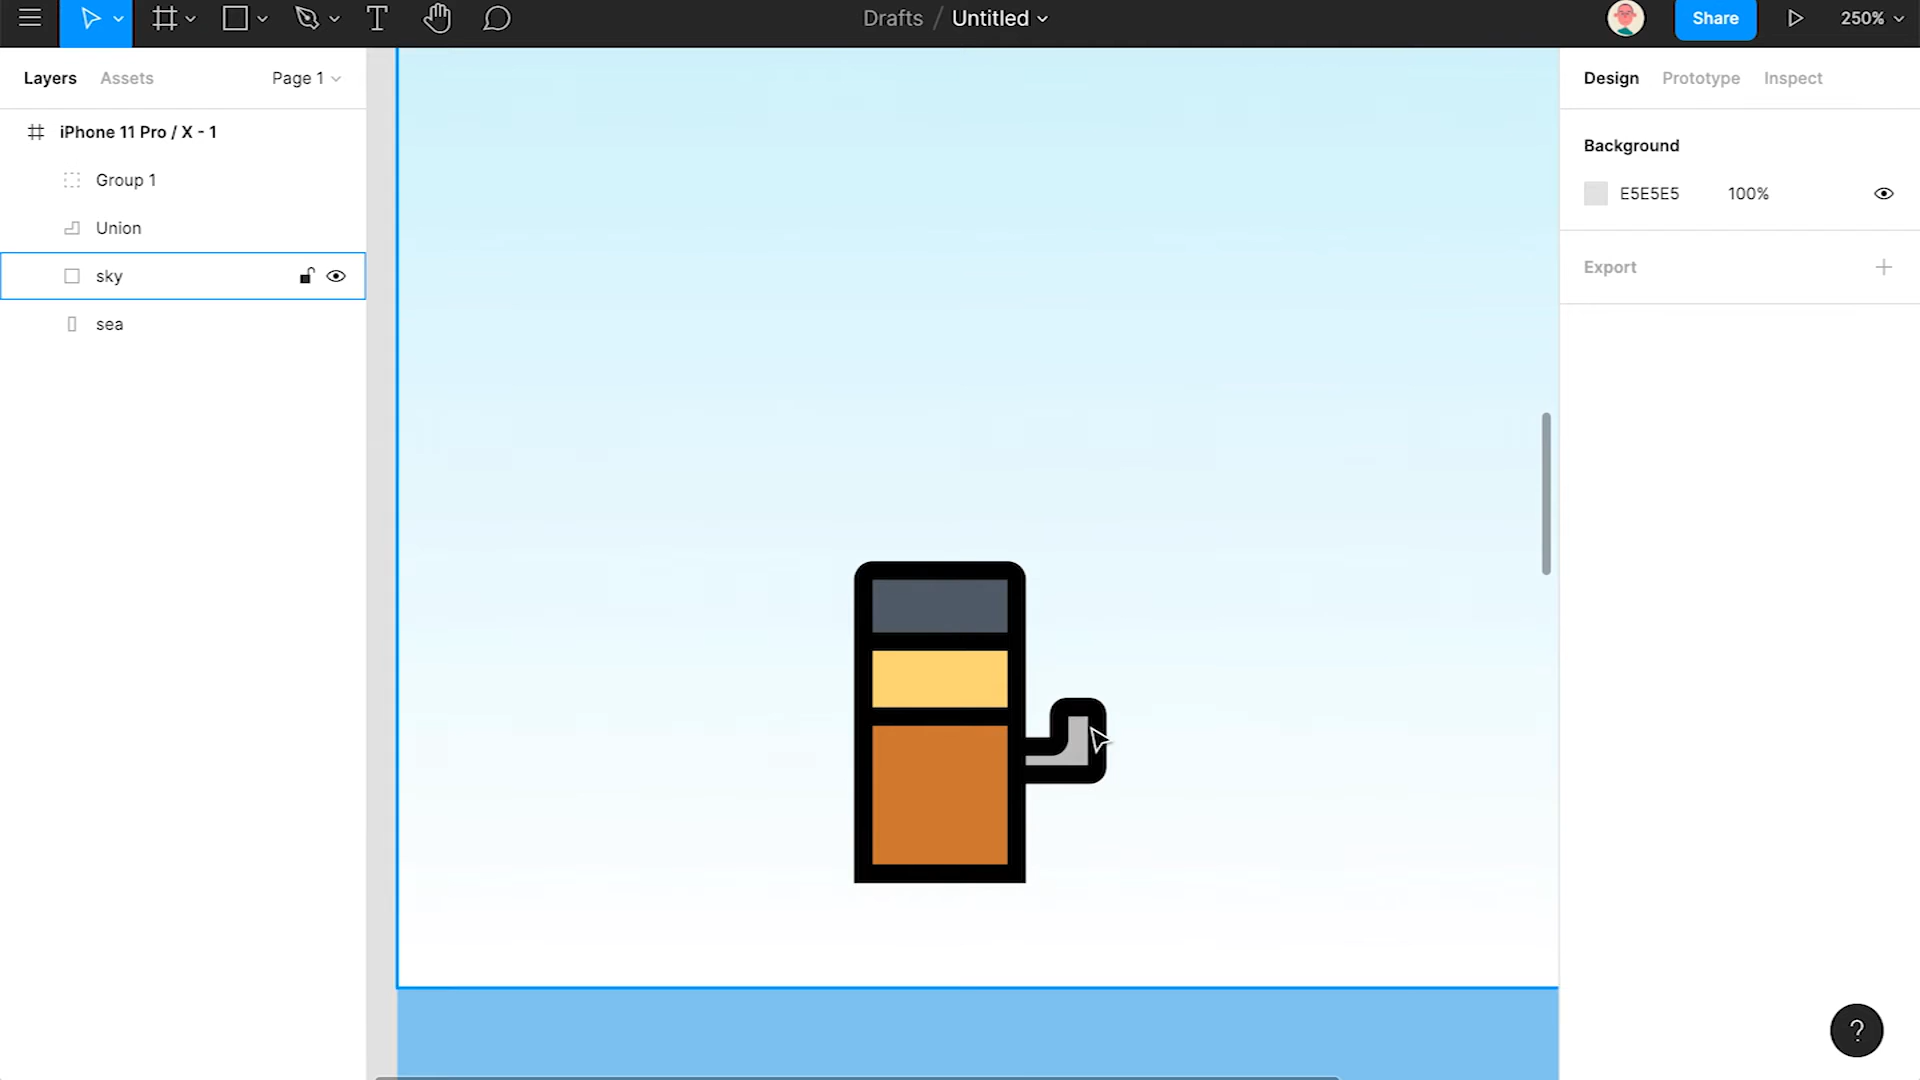 Drafts / Untitled
Share
250%
Layers Assets Page 1
Design Prototype Inspect
iPhone 11 Pro / X - 1
Background
Group 1
E5E5E5 100%
Union
Export
sky
sea
?